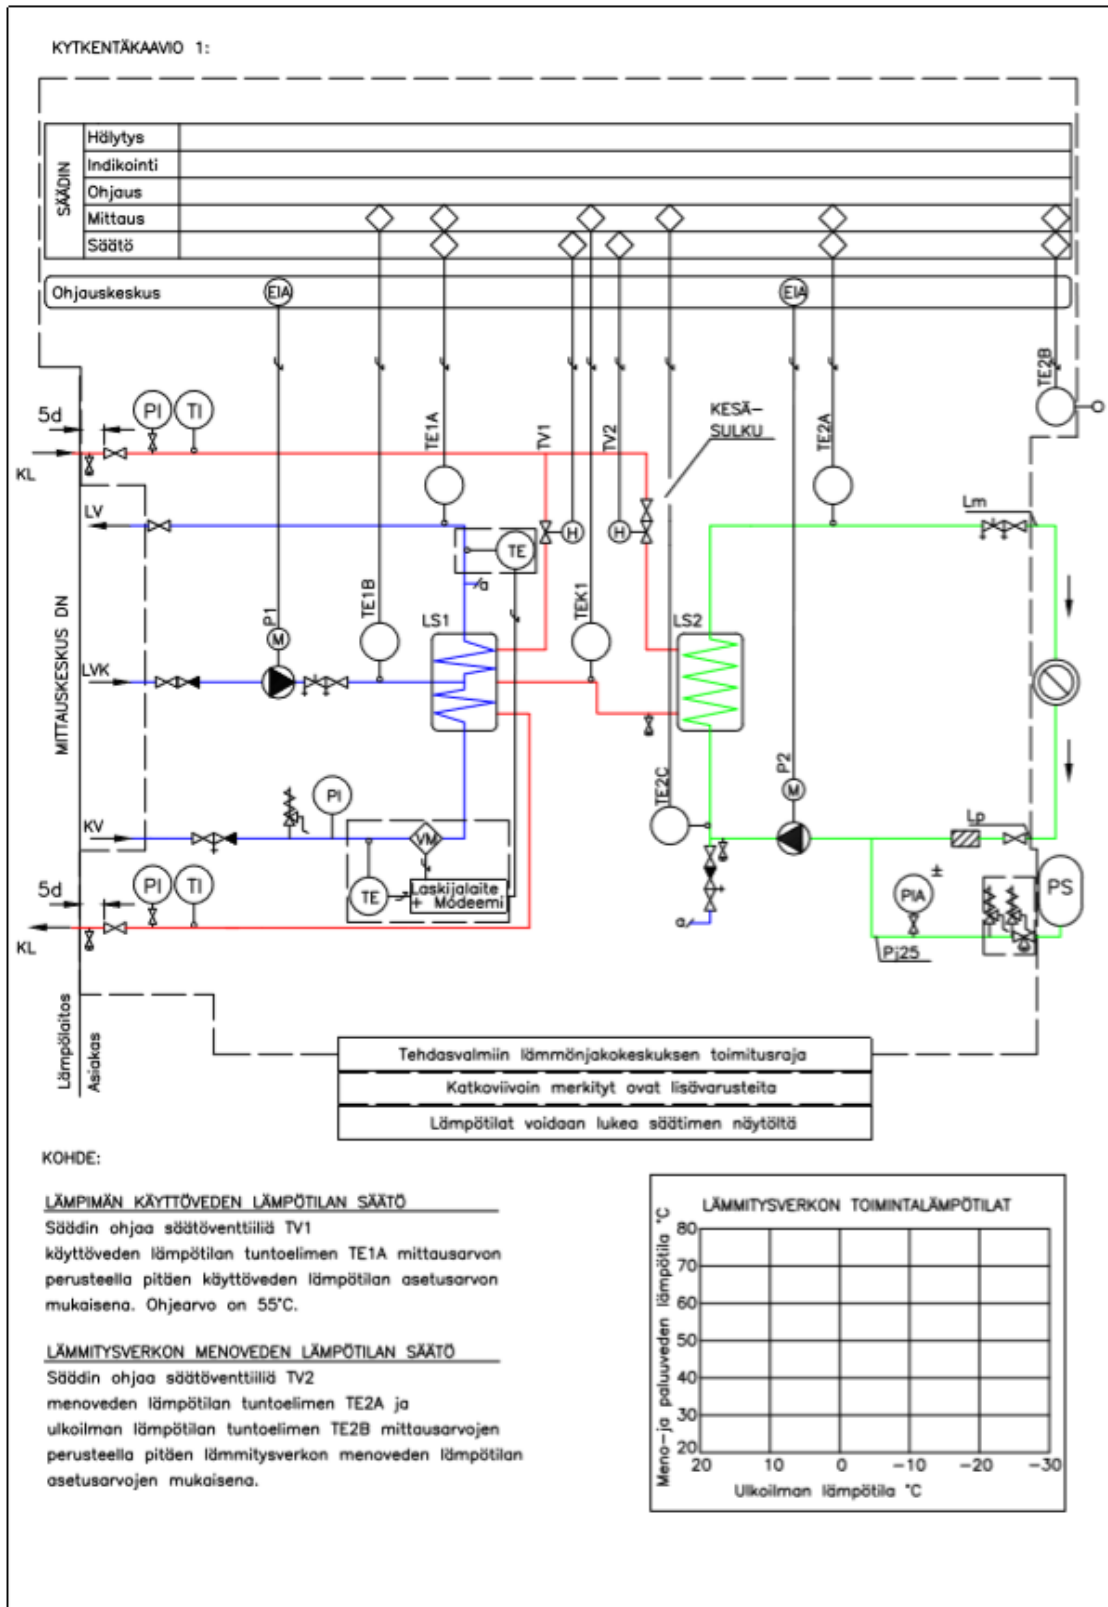 KYTKENTÄKAAVIO 1:
SÄÄDIN
Hälytys
Indikointi
Ohjaus
Mittaus
Säätö
Ohjauskeskus
EIA
EIA
TE2B
5d
PI
TI
TE1A
TV1
TV2
KESÄ-
SULKU
TE2A
KL
LV
Lm
H
H
TE
a
P1
TE1B
LS1
TEK1
LS2
M
LVK
MITTAUSKESKUS DN
KV
PI
VM
TE
Laskijalaite
+ Modeemi
TE2C
P2
M
Lp
5d
PI
TI
KL
a
PIA
±
PS
Pj25
Lämpölaitos
Asiakas
Tehdasvalmiin lämmönjakokeskuksen toimitusraja
Katkoviivoin merkityt ovat lisävarusteita
Lämpötilat voidaan lukea säätimen näytöltä
KOHDE:
LÄMPIMÄN KÄYTTÖVEDEN LÄMPÖTILAN SÄÄTÖ
Säädin ohjaa säätöventtiiliä TV1
käyttöveden lämpötilan tuntoelimen TE1A mittausarvon
perusteella pitäen käyttöveden lämpötilan asetusarvon
mukaisena. Ohjearvo on 55°C.
LÄMMITYSVERKON MENOVEDEN LÄMPÖTILAN SÄÄTÖ
Säädin ohjaa säätöventtiiliä TV2
menoveden lämpötilan tuntoelimen TE2A ja
ulkoilman lämpötilan tuntoelimen TE2B mittausarvojen
perusteella pitäen lämmitysverkon menoveden lämpötilan
asetusarvojen mukaisena.
LÄMMITYSVERKON TOIMINTALÄMPÖTILAT
Meno-ja paluuveden lämpötila °C
80
70
60
50
40
30
20
20 10 0 -10 -20 -30
Ulkoilman lämpötila °C